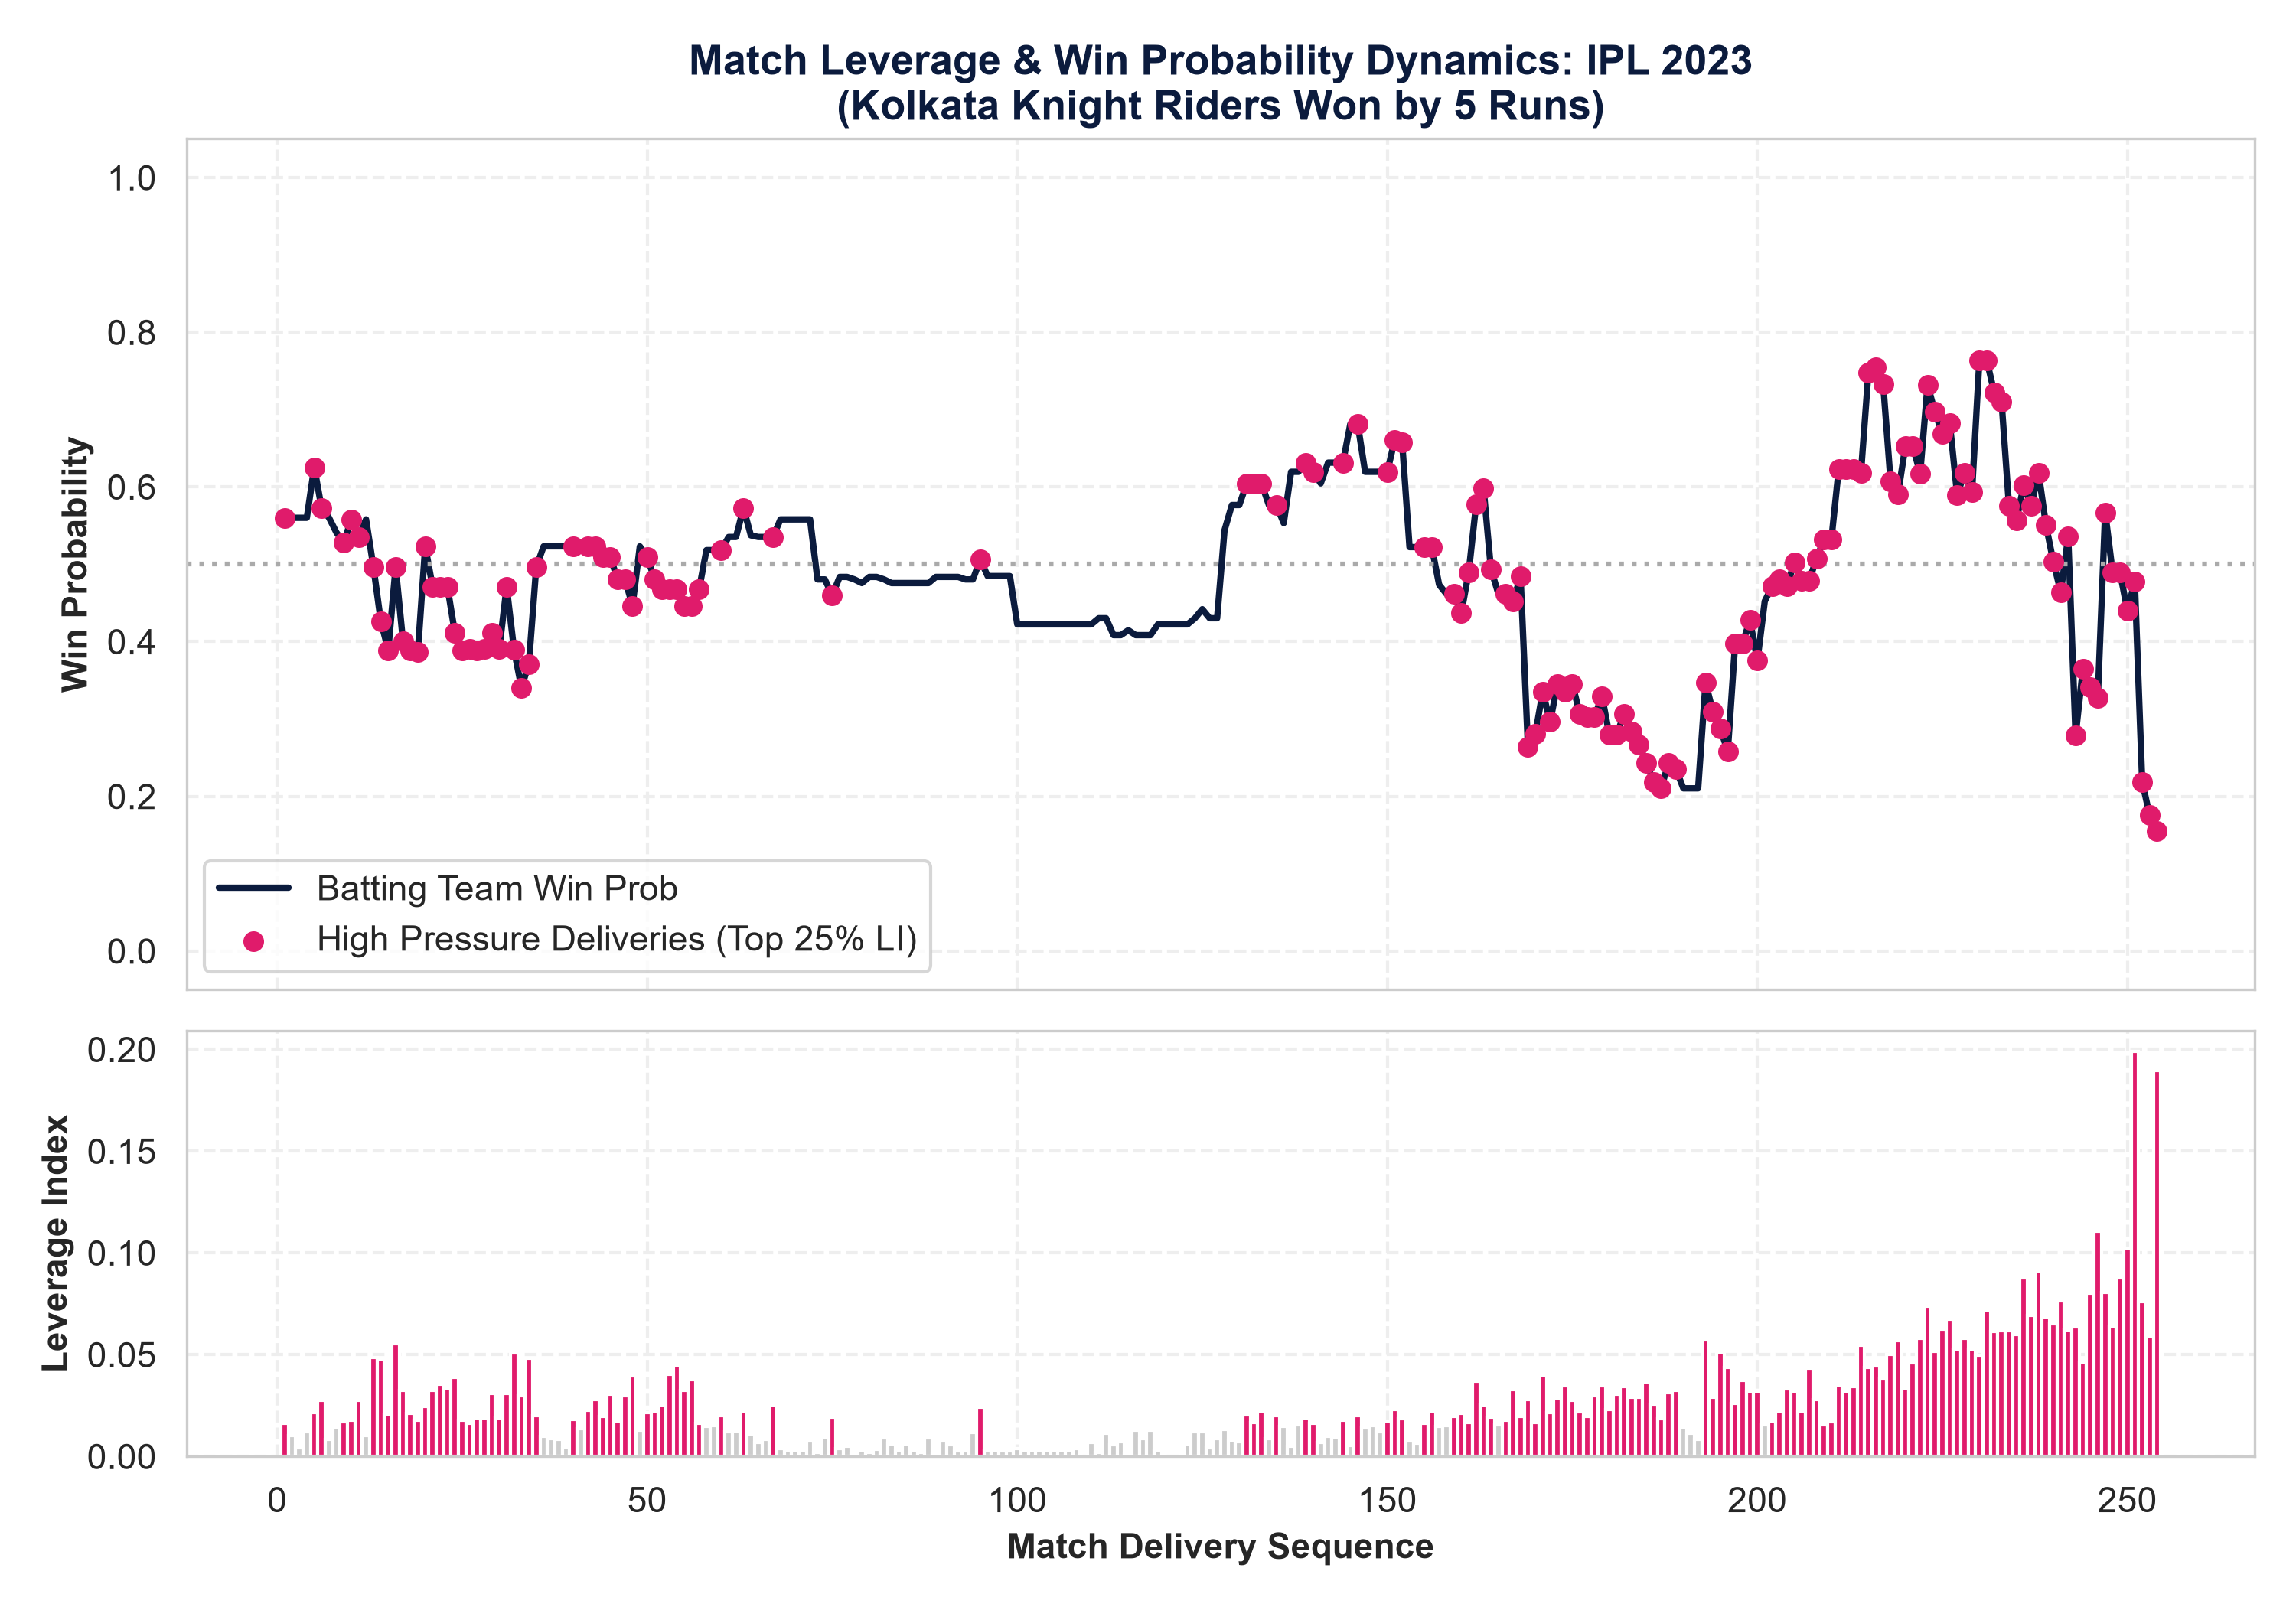 Match Leverage & Win Probability Dynamics: IPL 2023
(Kolkata Knight Riders Won by 5 Runs)
Win Probability
1.0
0.8
0.6
0.4
0.2
0.0
Batting Team Win Prob
High Pressure Deliveries (Top 25% LI)
Leverage Index
0.20
0.15
0.10
0.05
0.00
0 50 100 150 200 250
Match Delivery Sequence